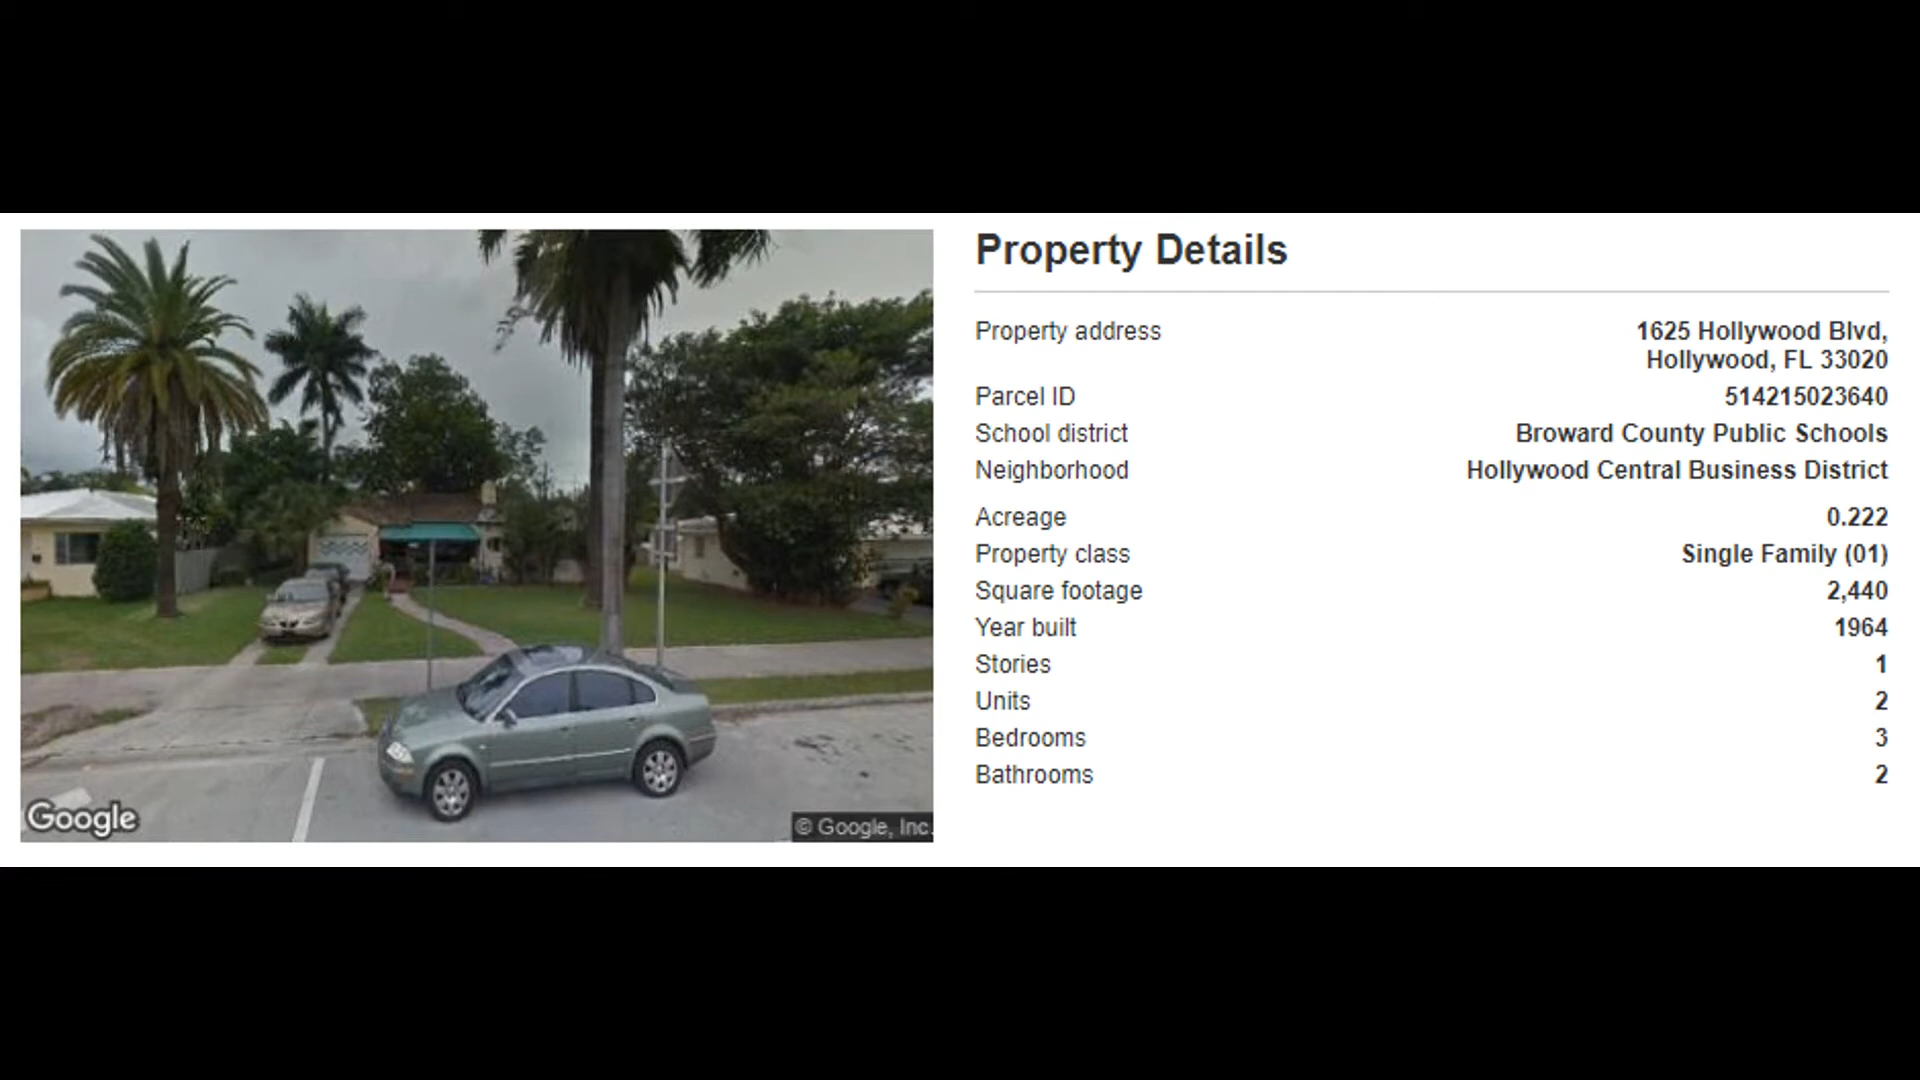 Property Details
Property address 1625 Hollywood Blvd,
Hollywood, FL 33020
Parcel ID 514215023640
School district Broward County Public Schools
Neighborhood Hollywood Central Business District
Acreage 0.222
Property class Single Family (01)
Square footage 2,440
Year built 1964
Stories 1
Units 2
Bedrooms 3
Bathrooms 2
Google
© Google, Inc.